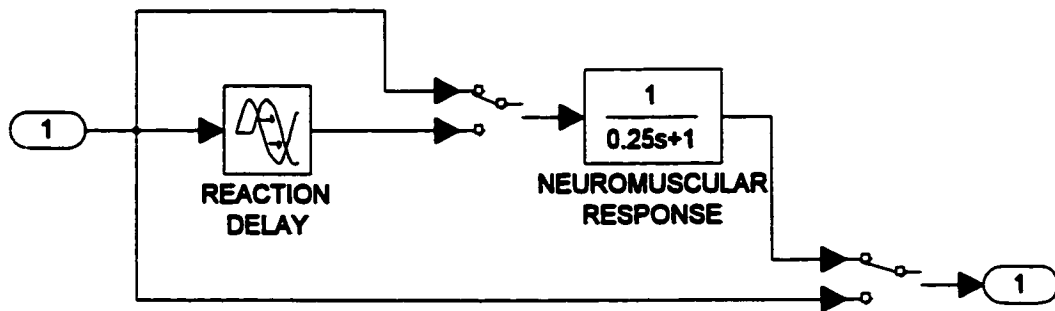 1
REACTION
DELAY
1
0.25s+1
NEUROMUSCULAR
RESPONSE
1